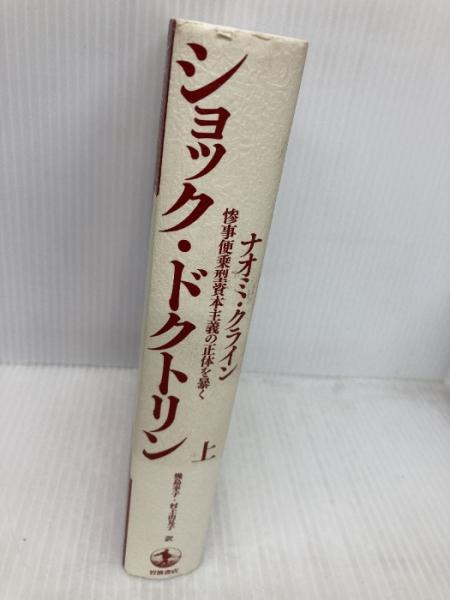 ショック・ドクトリン
ナオミ・クライン
惨事便乗型資本主義の正体を暴く
上
幾島幸子・村上由見子 訳
岩波書店